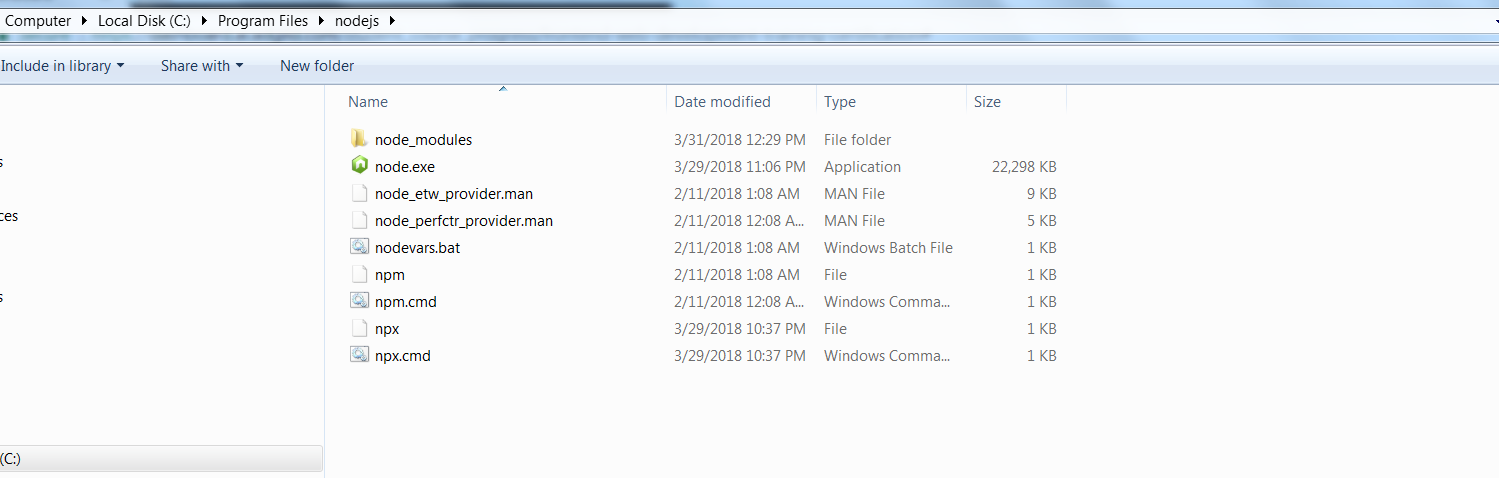 Computer Local Disk (C:) Program Files nodejs
Include in library Share with New folder
Name Date modified Type Size
node_modules 3/31/2018 12:29 PM File folder
node.exe 3/29/2018 11:06 PM Application 22,298 KB
s
node_etw_provider.man 2/11/2018 1:08 AM MAN File 9 KB
ces
node_perfctr_provider.man 2/11/2018 12:08 A... MAN File 5 KB
nodevars.bat 2/11/2018 1:08 AM Windows Batch File 1 KB
npm 2/11/2018 1:08 AM File 1 KB
s
npm.cmd 2/11/2018 12:08 A... Windows Comma... 1 KB
npx 3/29/2018 10:37 PM File 1 KB
npx.cmd 3/29/2018 10:37 PM Windows Comma... 1 KB
(C:)